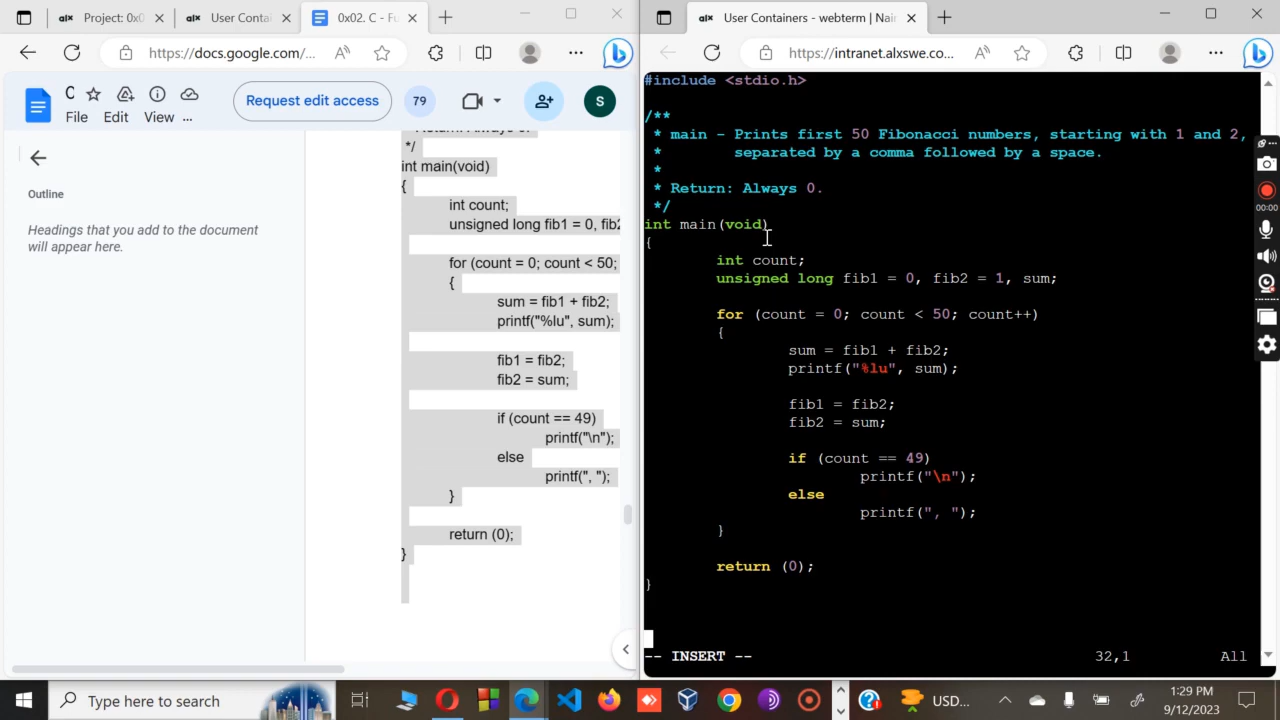 Project: 0x0
User Contai
0x02. C - Fu
https://docs.google.com/...
Request edit access
79
S
File Edit View ...
Outline
Headings that you add to the document
will appear here.
*/
int main(void)
{
int count;
unsigned long fib1 = 0, fib2
for (count = 0; count < 50;
{
sum = fib1 + fib2;
printf("%lu", sum);
fib1 = fib2;
fib2 = sum;
if (count == 49)
printf("\n");
else
printf(", ");
}
return (0);
}
User Containers - webterm | Nair
https://intranet.alxswe.co...
#include <stdio.h>
/**
* main - Prints first 50 Fibonacci numbers, starting with 1 and 2,
* separated by a comma followed by a space.
*
* Return: Always 0.
*/
int main(void)
{
int count;
unsigned long fib1 = 0, fib2 = 1, sum;
for (count = 0; count < 50; count++)
{
sum = fib1 + fib2;
printf("%lu", sum);
fib1 = fib2;
fib2 = sum;
if (count == 49)
printf("\n");
else
printf(", ");
}
return (0);
}
-- INSERT -- 32,1 All
00:00
Type here to search
USD...
1:29 PM
9/12/2023